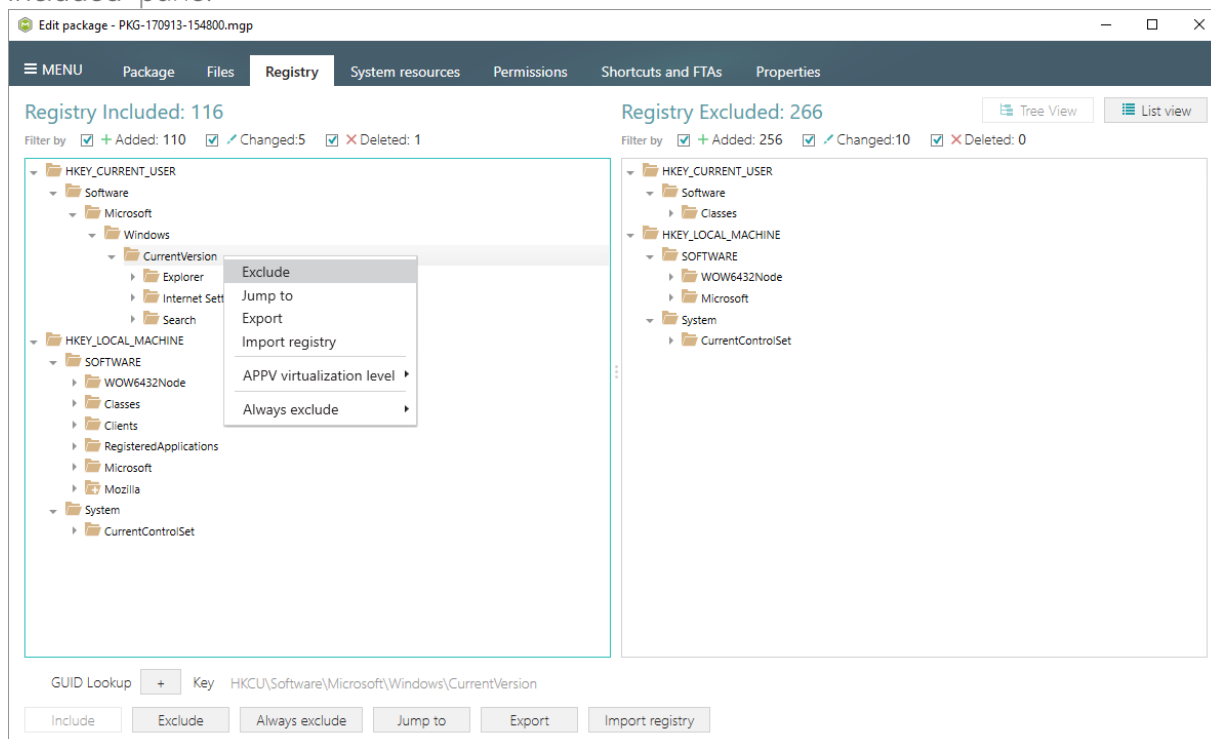 included panel
Edit package - PKG-170913-154800.mgp
MENU Package Files Registry System resources Permissions Shortcuts and FTAs Properties
Registry Included: 116
Filter by + Added: 110 Changed:5 Deleted: 1
Registry Excluded: 266
Tree View List view
Filter by + Added: 256 Changed:10 Deleted: 0
HKEY_CURRENT_USER
Software
Microsoft
Windows
CurrentVersion
Explorer
Internet Sett
Search
HKEY_LOCAL_MACHINE
SOFTWARE
WOW6432Node
Classes
Clients
RegisteredApplications
Microsoft
Mozilla
System
CurrentControlSet
Exclude
Jump to
Export
Import registry
APPV virtualization level
Always exclude
HKEY_CURRENT_USER
Software
Classes
HKEY_LOCAL_MACHINE
SOFTWARE
WOW6432Node
Microsoft
System
CurrentControlSet
GUID Lookup + Key HKCU\Software\Microsoft\Windows\CurrentVersion
Include Exclude Always exclude Jump to Export Import registry